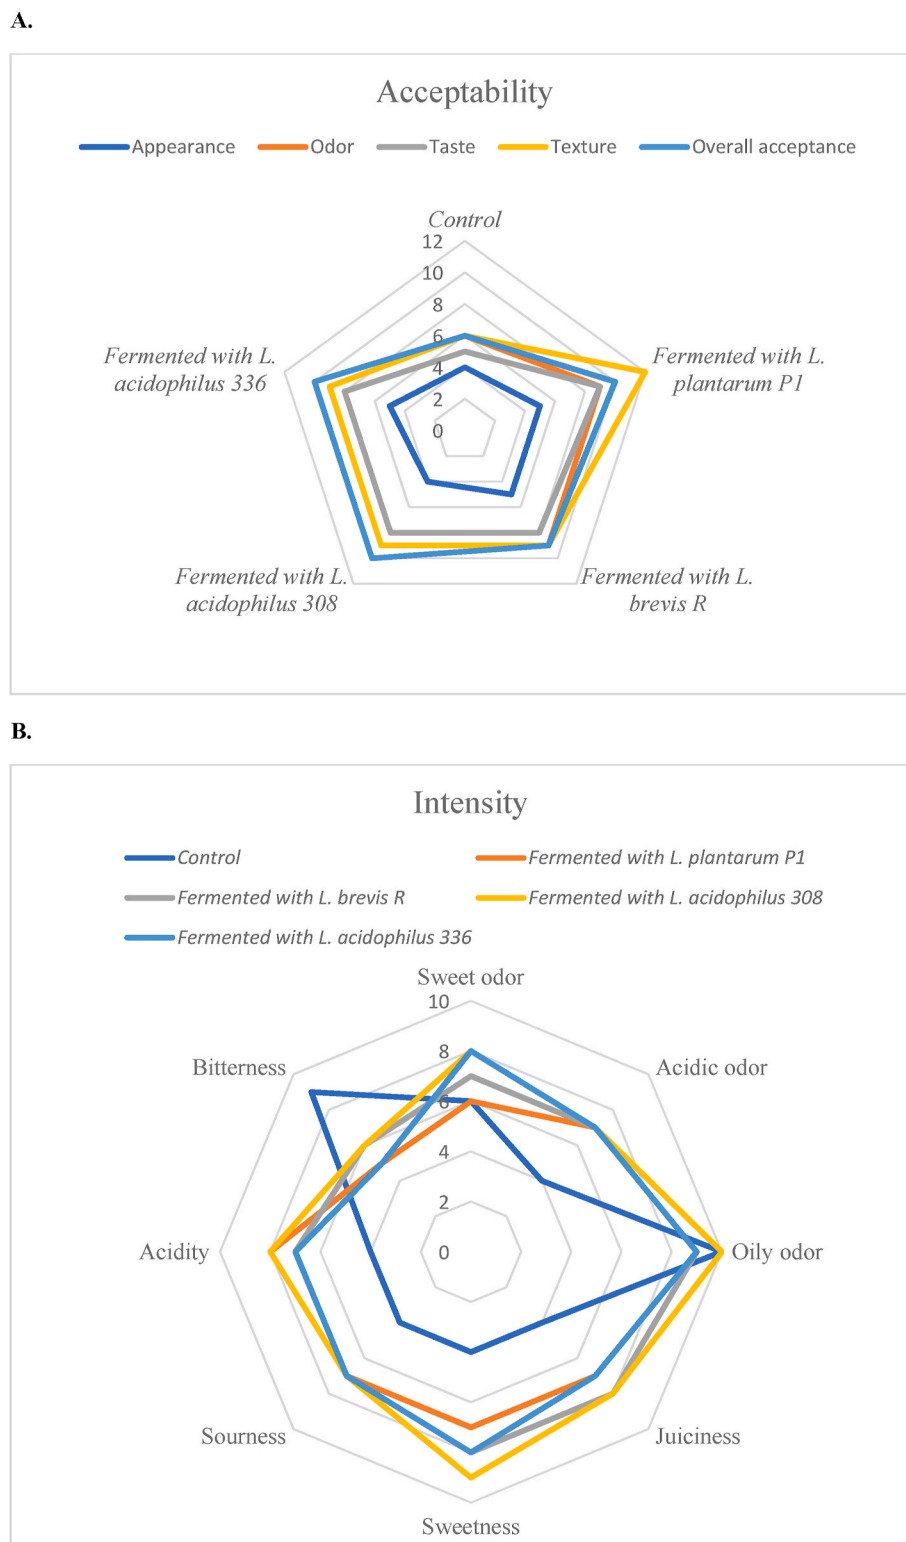 A.
Acceptability
Appearance Odor Taste Texture Overall acceptance
Control
12
10
8
6
4
2
0
Fermented with L.
acidophilus 336
Fermented with L.
plantarum P1
Fermented with L.
acidophilus 308
Fermented with L.
brevis R
B.
Intensity
Control Fermented with L. plantarum P1
Fermented with L. brevis R Fermented with L. acidophilus 308
Fermented with L. acidophilus 336
Sweet odor
10
8
6
4
2
0
Bitterness
Acidic odor
Acidity
Oily odor
Sourness
Juiciness
Sweetness